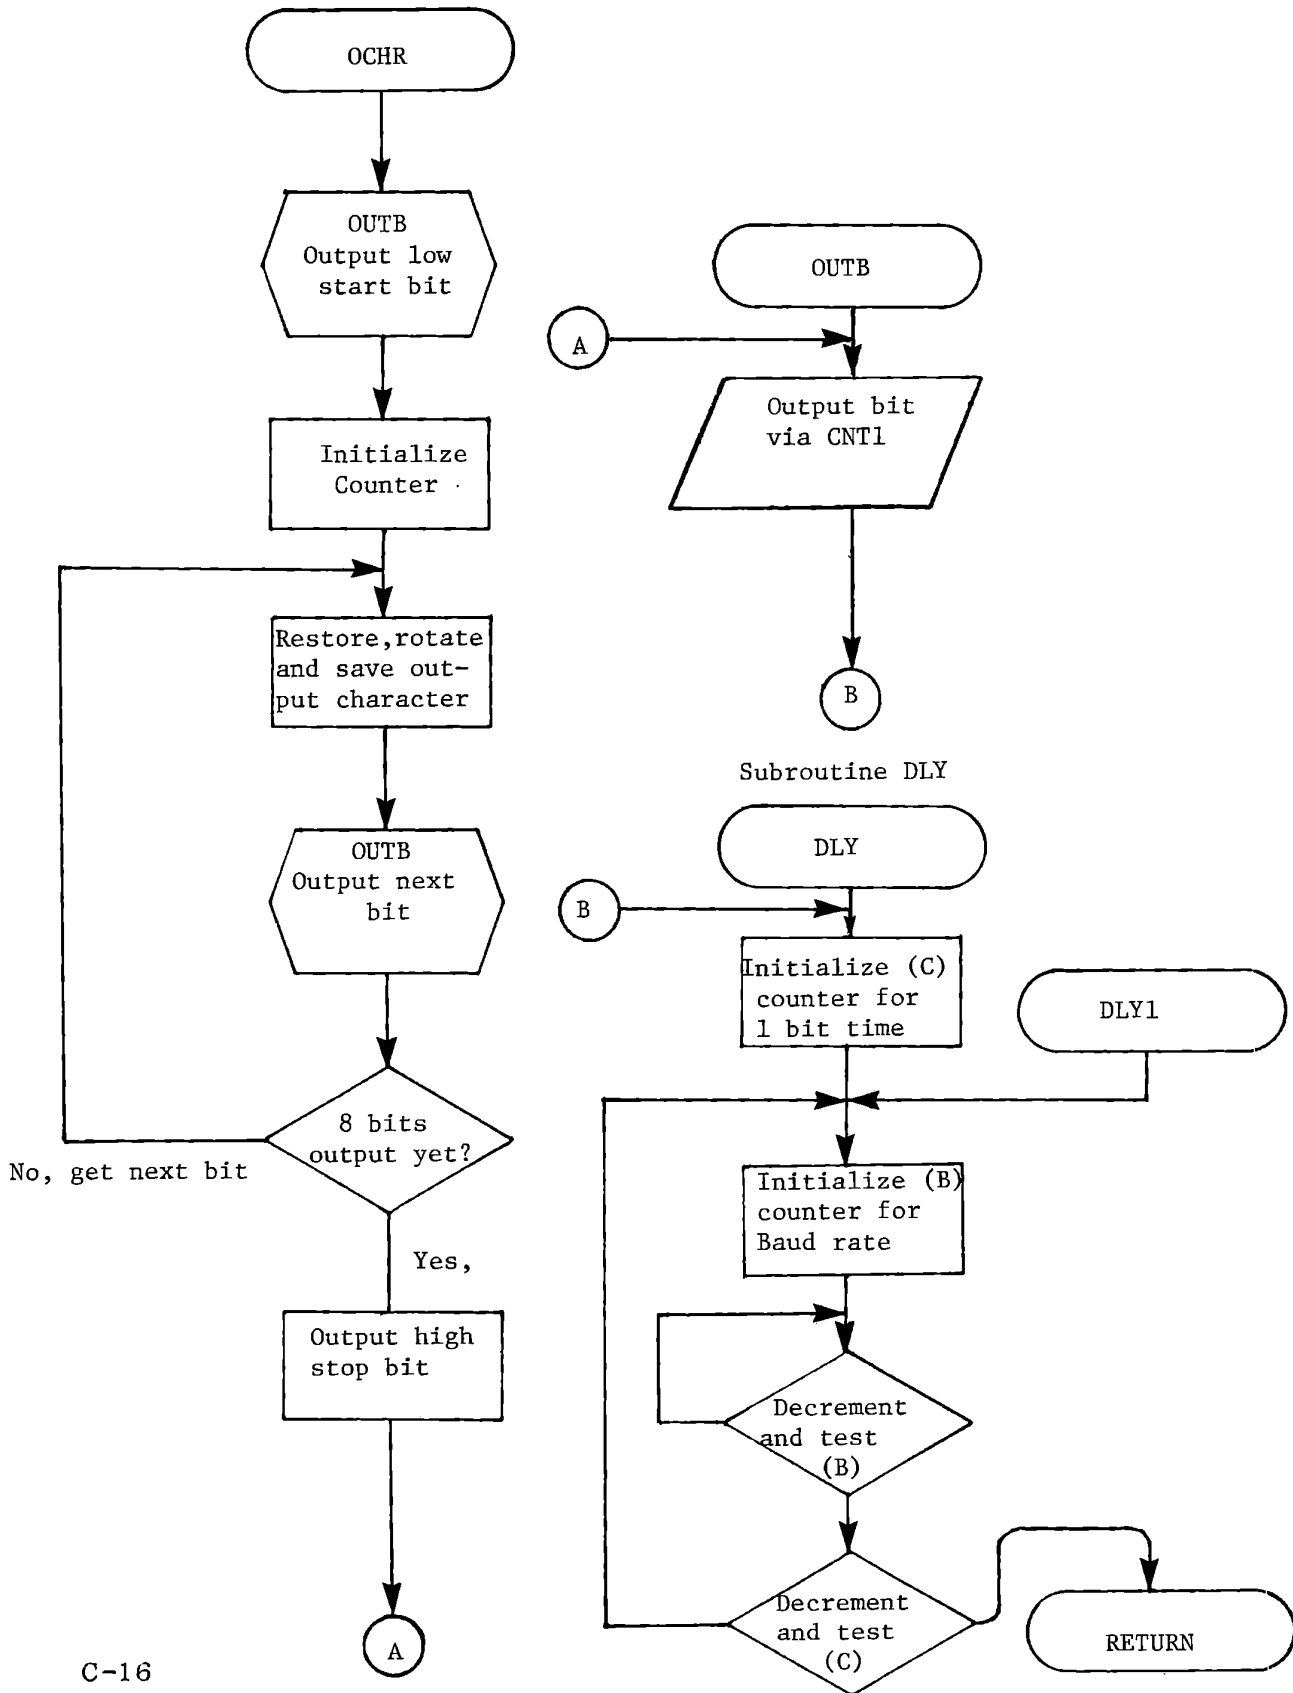 OCHR
OUTB
Output low
start bit
Initialize
Counter
Restore,rotate
and save out-
put character
OUTB
Output next
bit
8 bits
output yet?
No, get next bit
Yes,
Output high
stop bit
A
C-16
OUTB
A
Output bit
via CNT1
B
Subroutine DLY
DLY
B
Initialize (C)
counter for
1 bit time
DLY1
Initialize (B)
counter for
Baud rate
Decrement
and test
(B)
Decrement
and test
(C)
RETURN